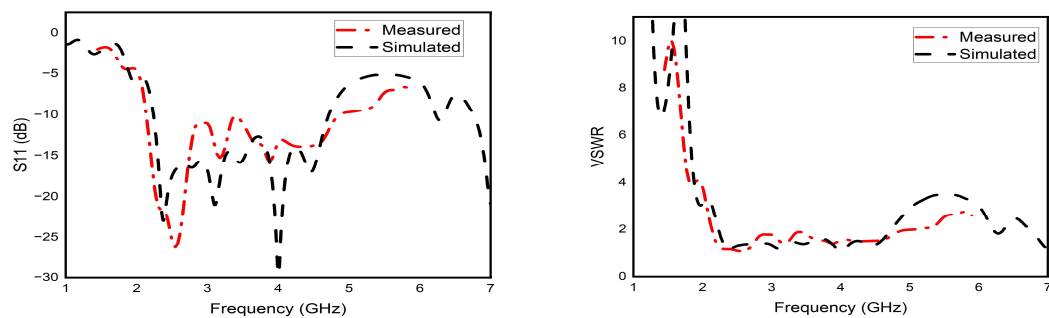 0
−5
−10
−15
−20
−25
−30
S11 (dB)
Measured
Simulated
1 2 3 4 5 6 7
Frequency (GHz)
10
8
6
4
2
0
VSWR
Measured
Simulated
1 2 3 4 5 6 7
Frequency (GHz)